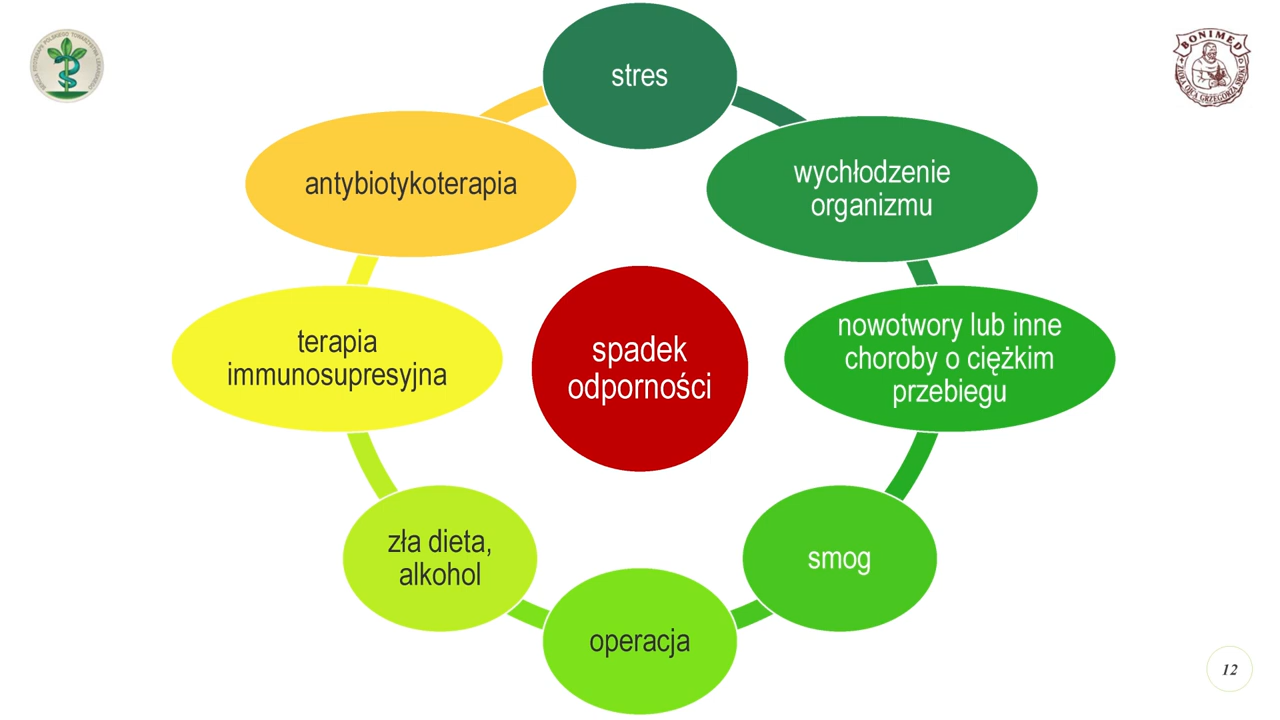 stres
antybiotykoterapia
wychłodzenie
organizmu
terapia
immunosupresyjna
spadek
odporności
nowotwory lub inne
choroby o ciężkim
przebiegu
zła dieta,
alkohol
smog
operacja
12
BONIMED